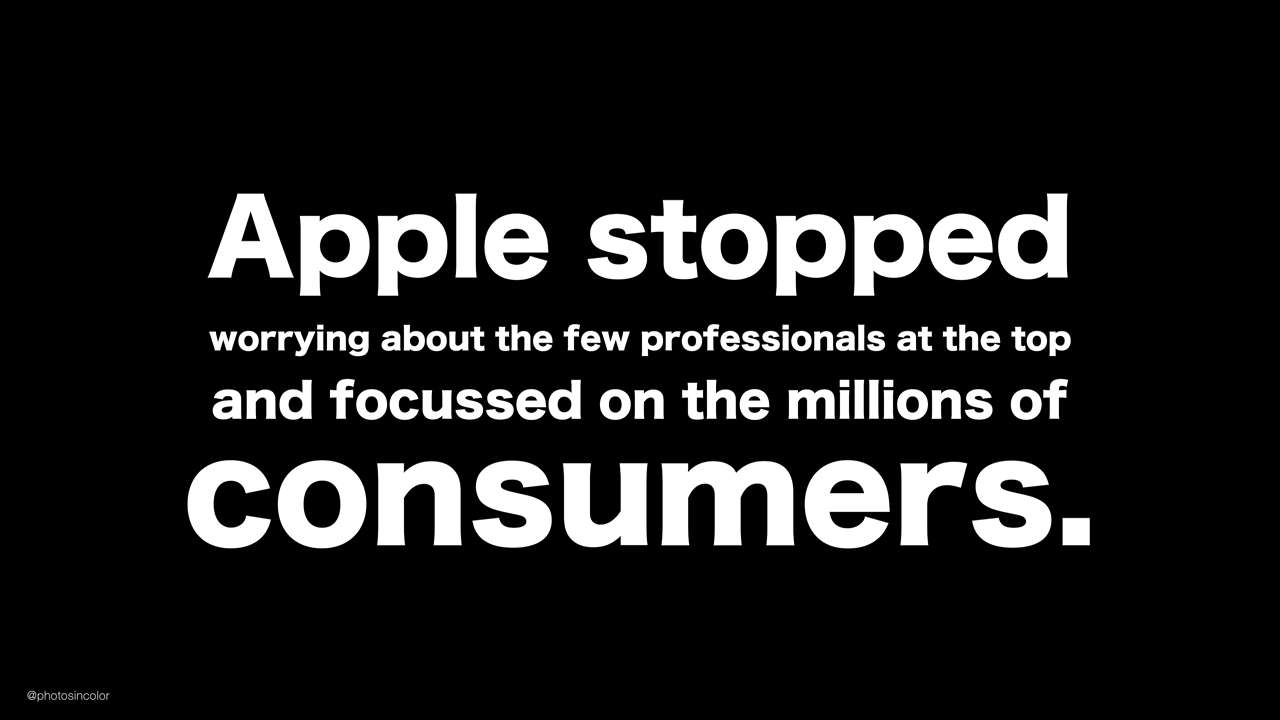 Apple stopped
worrying about the few professionals at the top
and focussed on the millions of
consumers.
@photosincolor